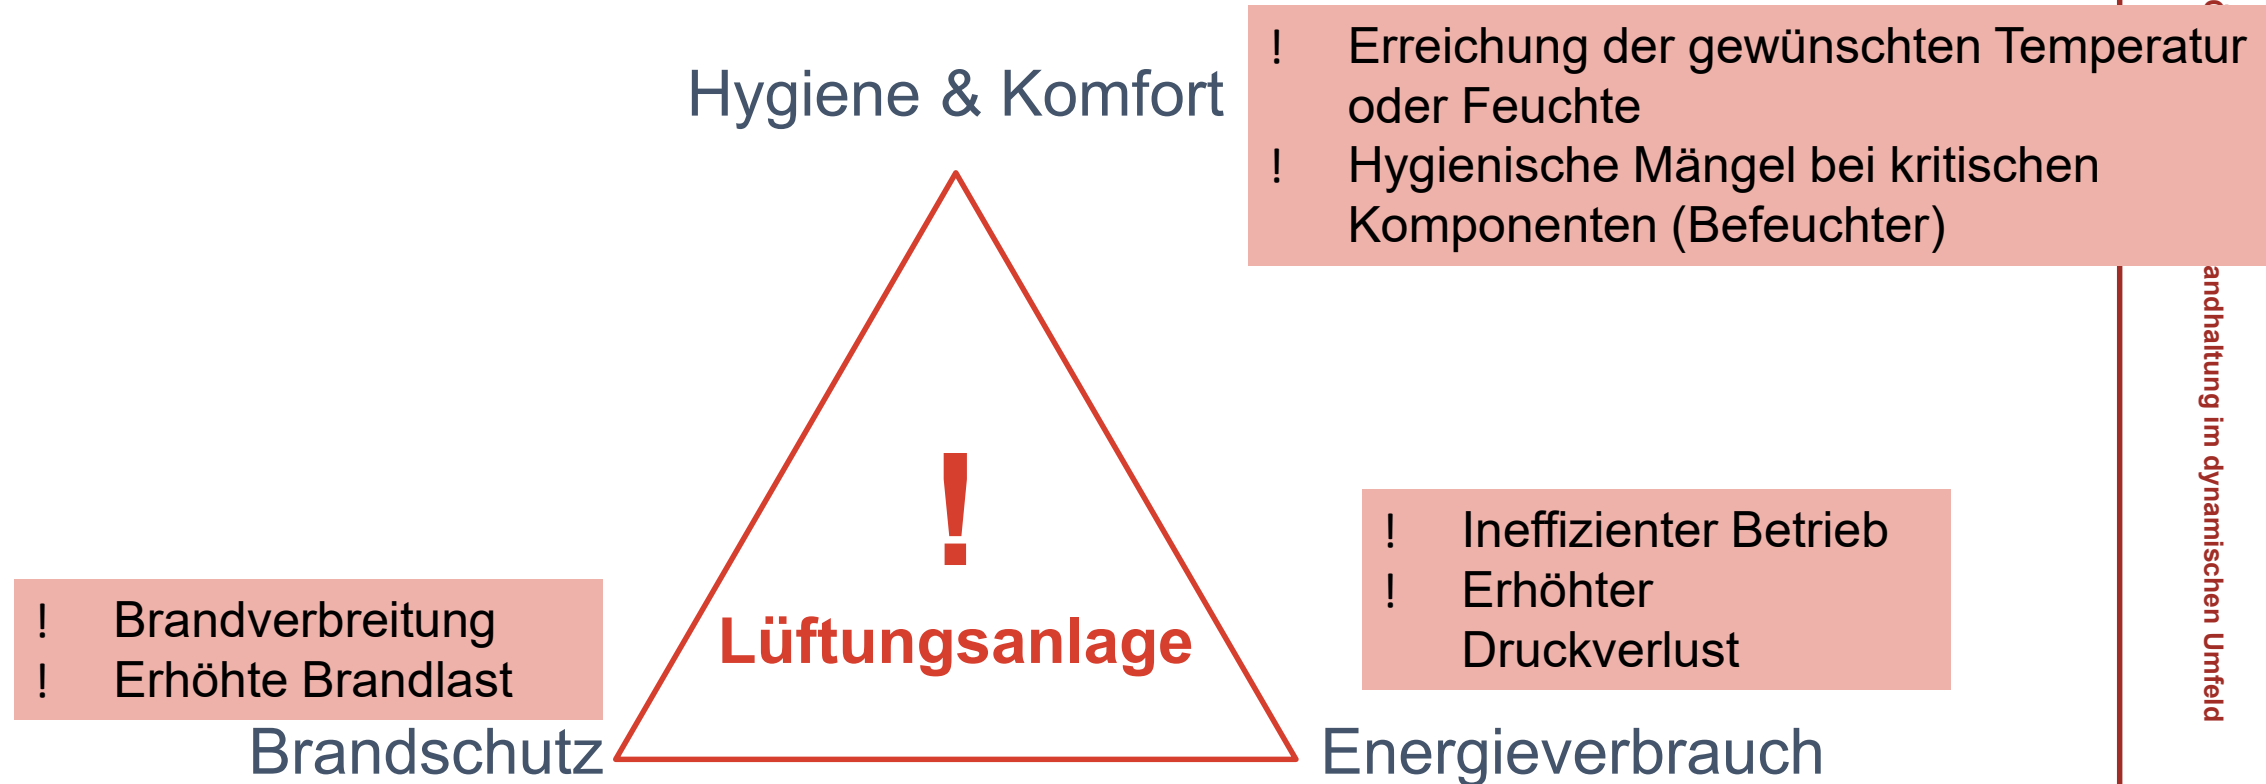 Hygiene & Komfort
! Erreichung der gewünschten Temperatur
oder Feuchte
! Hygienische Mängel bei kritischen
Komponenten (Befeuchter)
!
Lüftungsanlage
! Ineffizienter Betrieb
! Erhöhter
Druckverlust
! Brandverbreitung
! Erhöhte Brandlast
Brandschutz
Energieverbrauch
im dynamischen Umfeld